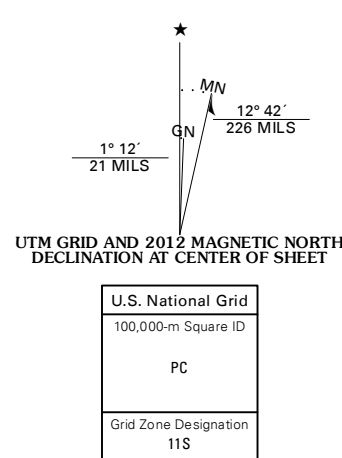 ★
MN
GN
12° 42´
226 MILS
1° 12´
21 MILS
UTM GRID AND 2012 MAGNETIC NORTH
DECLINATION AT CENTER OF SHEET
U.S. National Grid
100,000-m Square ID
PC
Grid Zone Designation
11S